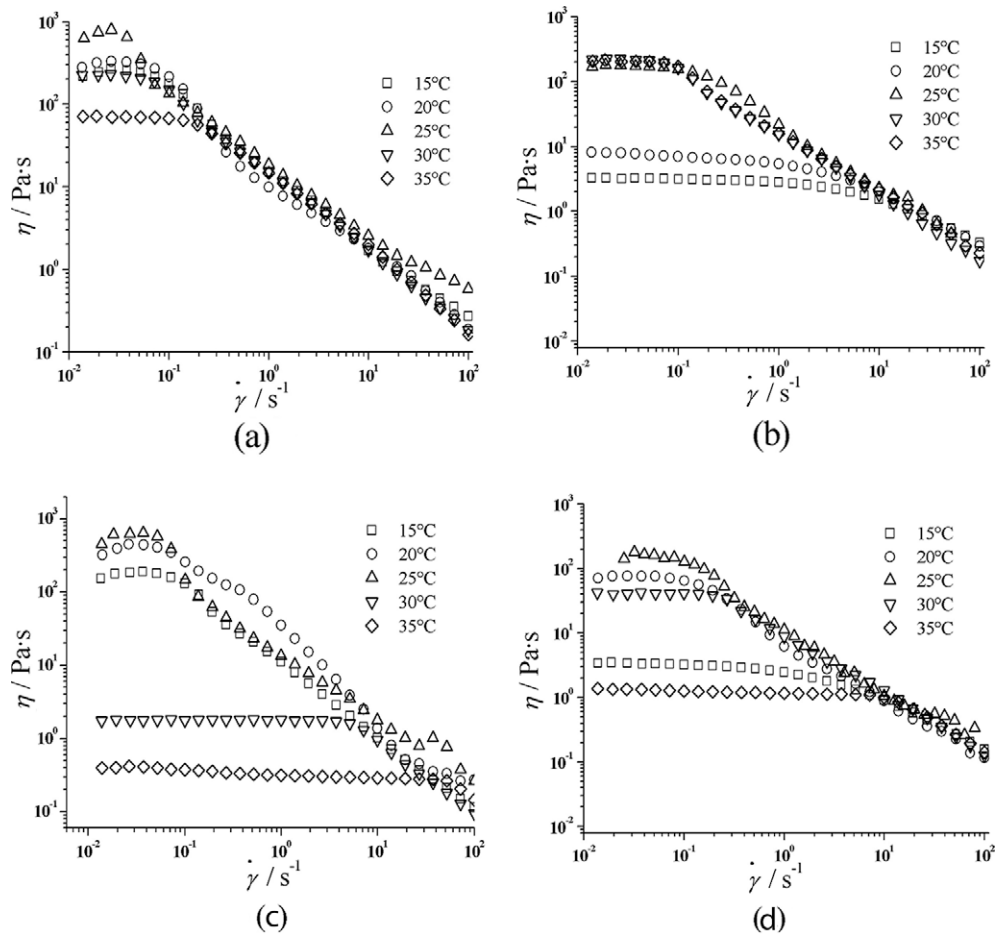 10³
10²
10¹
10⁰
10⁻¹
η / Pa·s
15°C
20°C
25°C
30°C
35°C
10⁻² 10⁻¹ 10⁰ 10¹ 10²
γ̇ / s⁻¹
(a)
10³
10²
10¹
10⁰
10⁻¹
10⁻²
η / Pa·s
15°C
20°C
25°C
30°C
35°C
10⁻² 10⁻¹ 10⁰ 10¹ 10²
γ̇ / s⁻¹
(b)
10³
10²
10¹
10⁰
10⁻¹
η / Pa·s
15°C
20°C
25°C
30°C
35°C
10⁻² 10⁻¹ 10⁰ 10¹ 10²
γ̇ / s⁻¹
(c)
10³
10²
10¹
10⁰
10⁻¹
10⁻²
η / Pa·s
15°C
20°C
25°C
30°C
35°C
10⁻² 10⁻¹ 10⁰ 10¹ 10²
γ̇ / s⁻¹
(d)